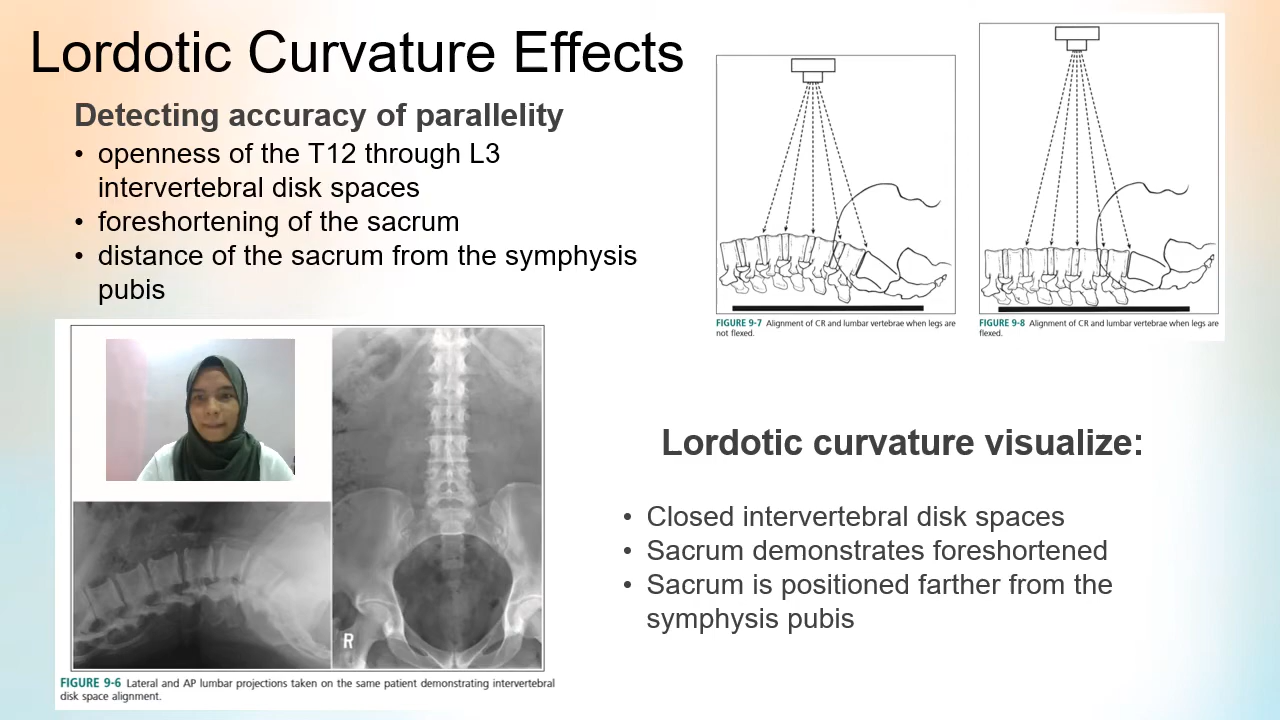 Lordotic Curvature Effects
Detecting accuracy of parallelity
• openness of the T12 through L3
intervertebral disk spaces
• foreshortening of the sacrum
• distance of the sacrum from the symphysis
pubis
FIGURE 9-7 Alignment of CR and lumbar vertebrae when legs are
not flexed.
FIGURE 9-8 Alignment of CR and lumbar vertebrae when legs are
flexed.
R
FIGURE 9-6 Lateral and AP lumbar projections taken on the same patient demonstrating intervertebral
disk space alignment.
Lordotic curvature visualize:
• Closed intervertebral disk spaces
• Sacrum demonstrates foreshortened
• Sacrum is positioned farther from the
symphysis pubis